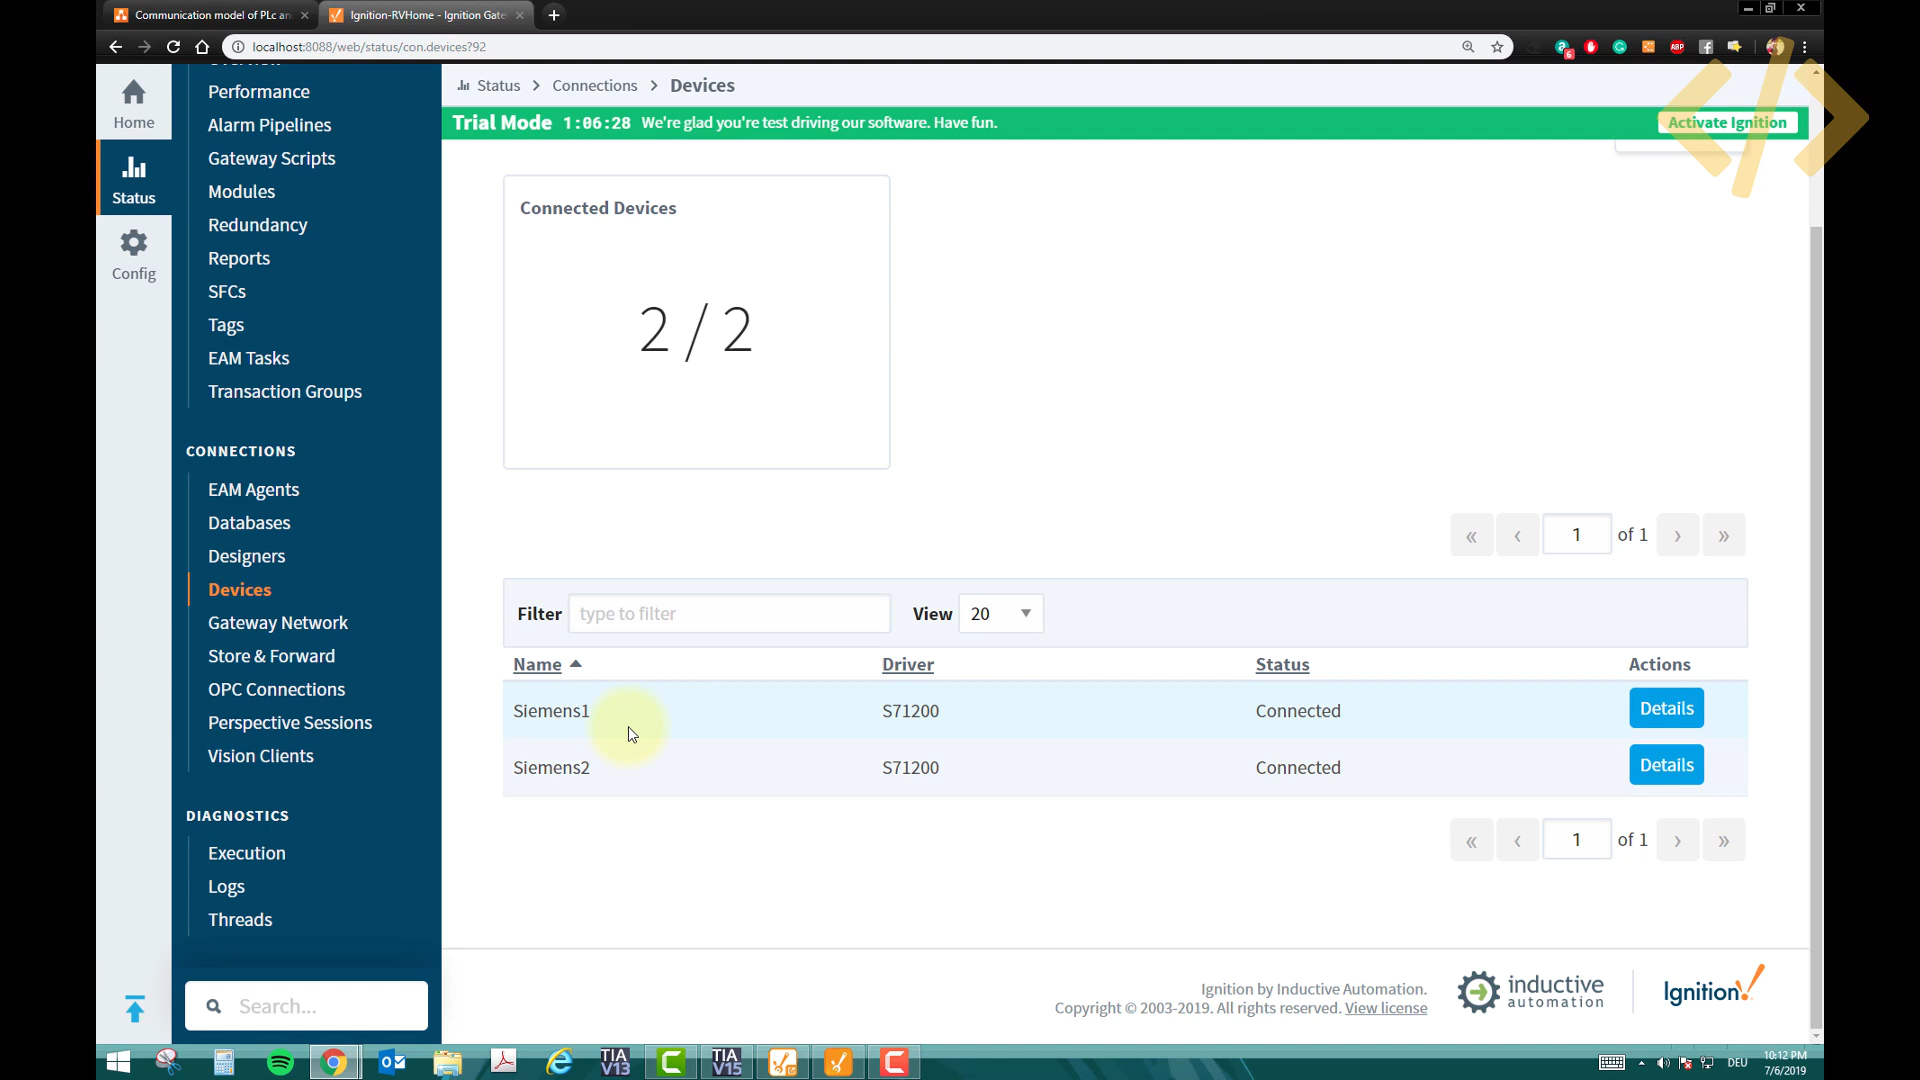 Communication model of PLc an
Ignition-RVHome - Ignition Gate
localhost:8088/web/status/con.devices?92
6
ABP
Home
Status
Config
Performance
Alarm Pipelines
Gateway Scripts
Modules
Redundancy
Reports
SFCs
Tags
EAM Tasks
Transaction Groups
CONNECTIONS
EAM Agents
Databases
Designers
Devices
Gateway Network
Store & Forward
OPC Connections
Perspective Sessions
Vision Clients
DIAGNOSTICS
Execution
Logs
Threads
Search...
Status > Connections > Devices
Trial Mode 1:06:28 We're glad you're test driving our software. Have fun.
Activate Ignition
Connected Devices
2 / 2
« ‹ 1 of 1 › »
Filter type to filter View 20
Name Driver Status Actions
Siemens1 S71200 Connected Details
Siemens2 S71200 Connected Details
« ‹ 1 of 1 › »
Ignition by Inductive Automation.
Copyright © 2003-2019. All rights reserved. View license
inductive
automation
Ignition!
TIA
V13
TIA
V15
DEU
10:12 PM
7/6/2019